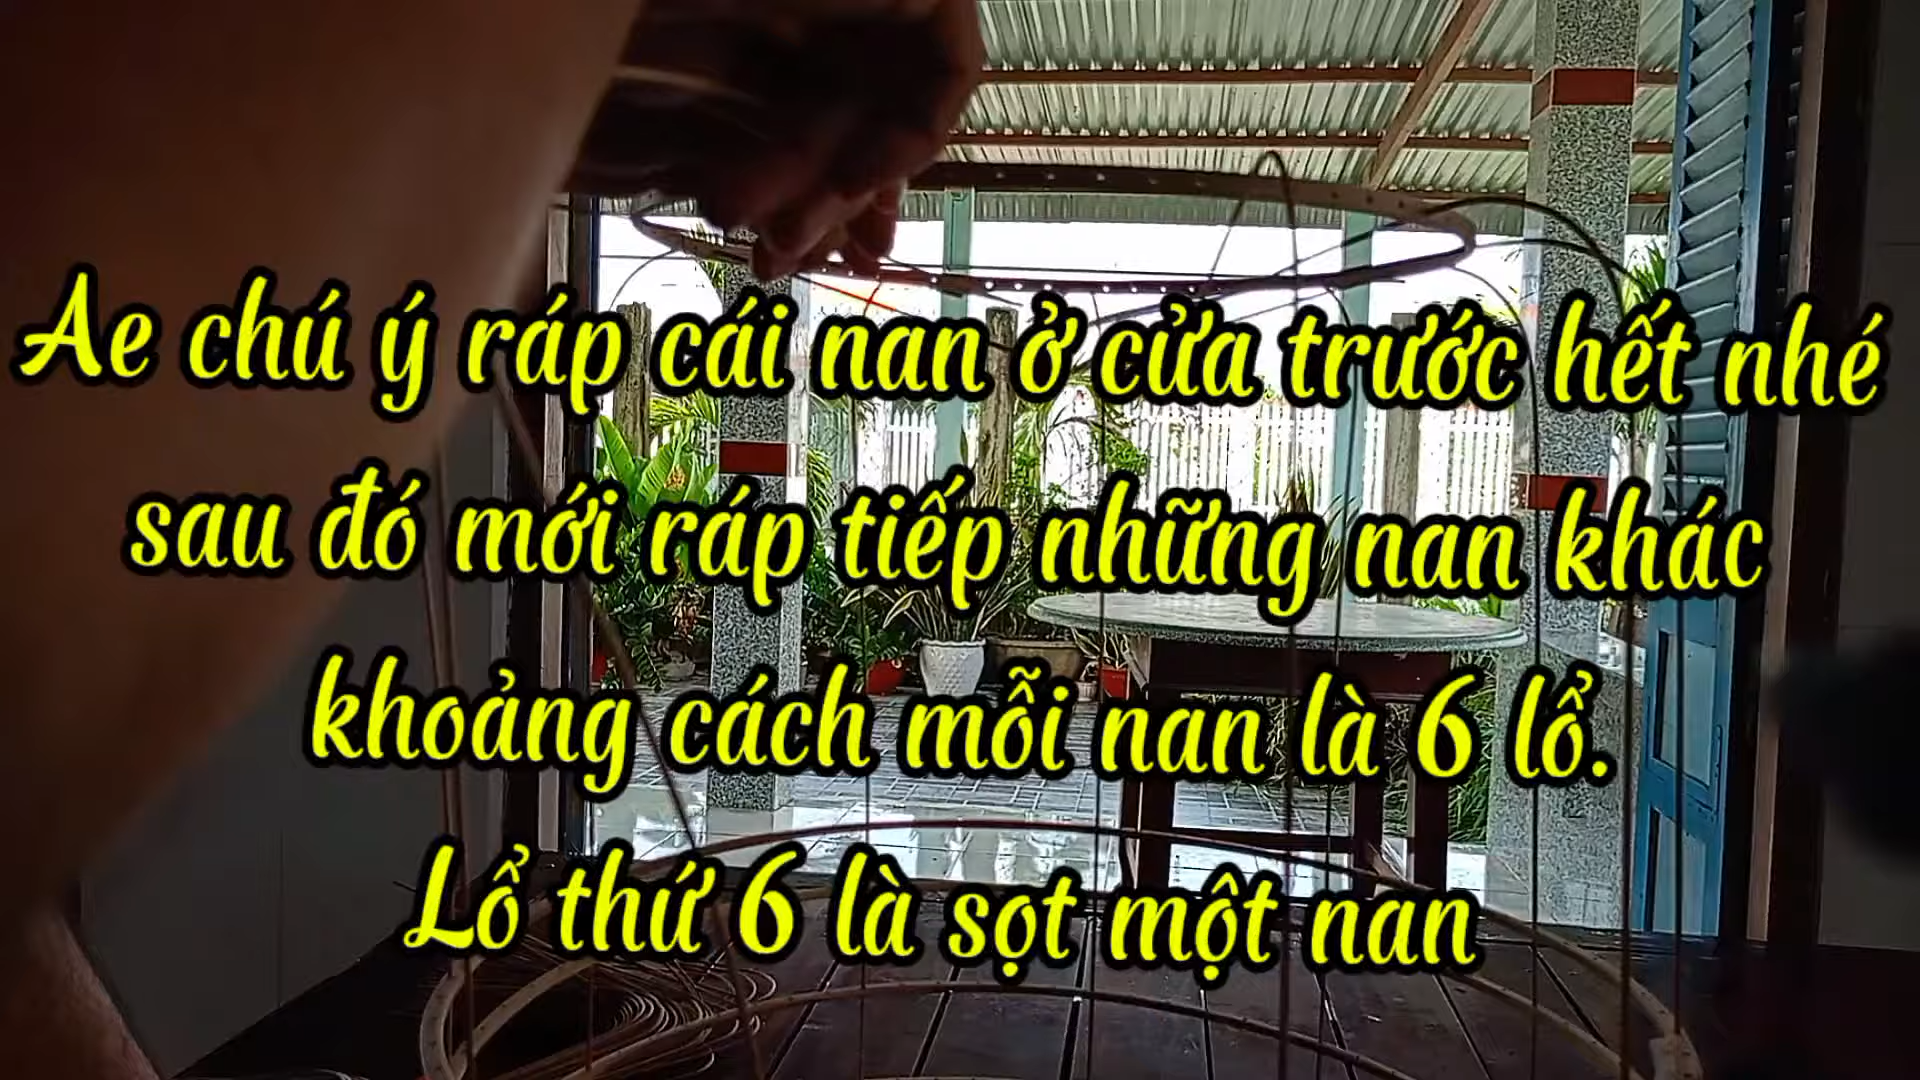 Ae chú ý ráp cái nan ở cửa trước hết nhé
sau đó mới ráp tiếp những nan khác
khoảng cách mỗi nan là 6 lổ.
Lổ thứ 6 là sọt một nan